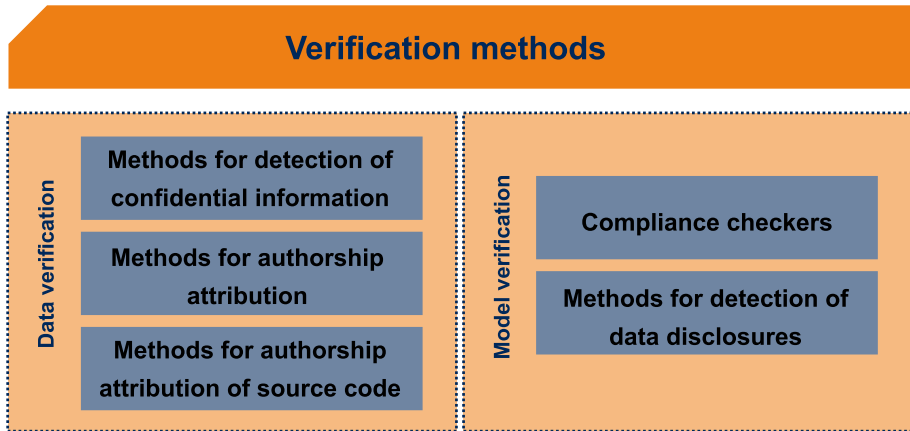 Verification methods
Data verification
Methods for detection of
confidential information
Methods for authorship
attribution
Methods for authorship
attribution of source code
Model verification
Compliance checkers
Methods for detection of
data disclosures